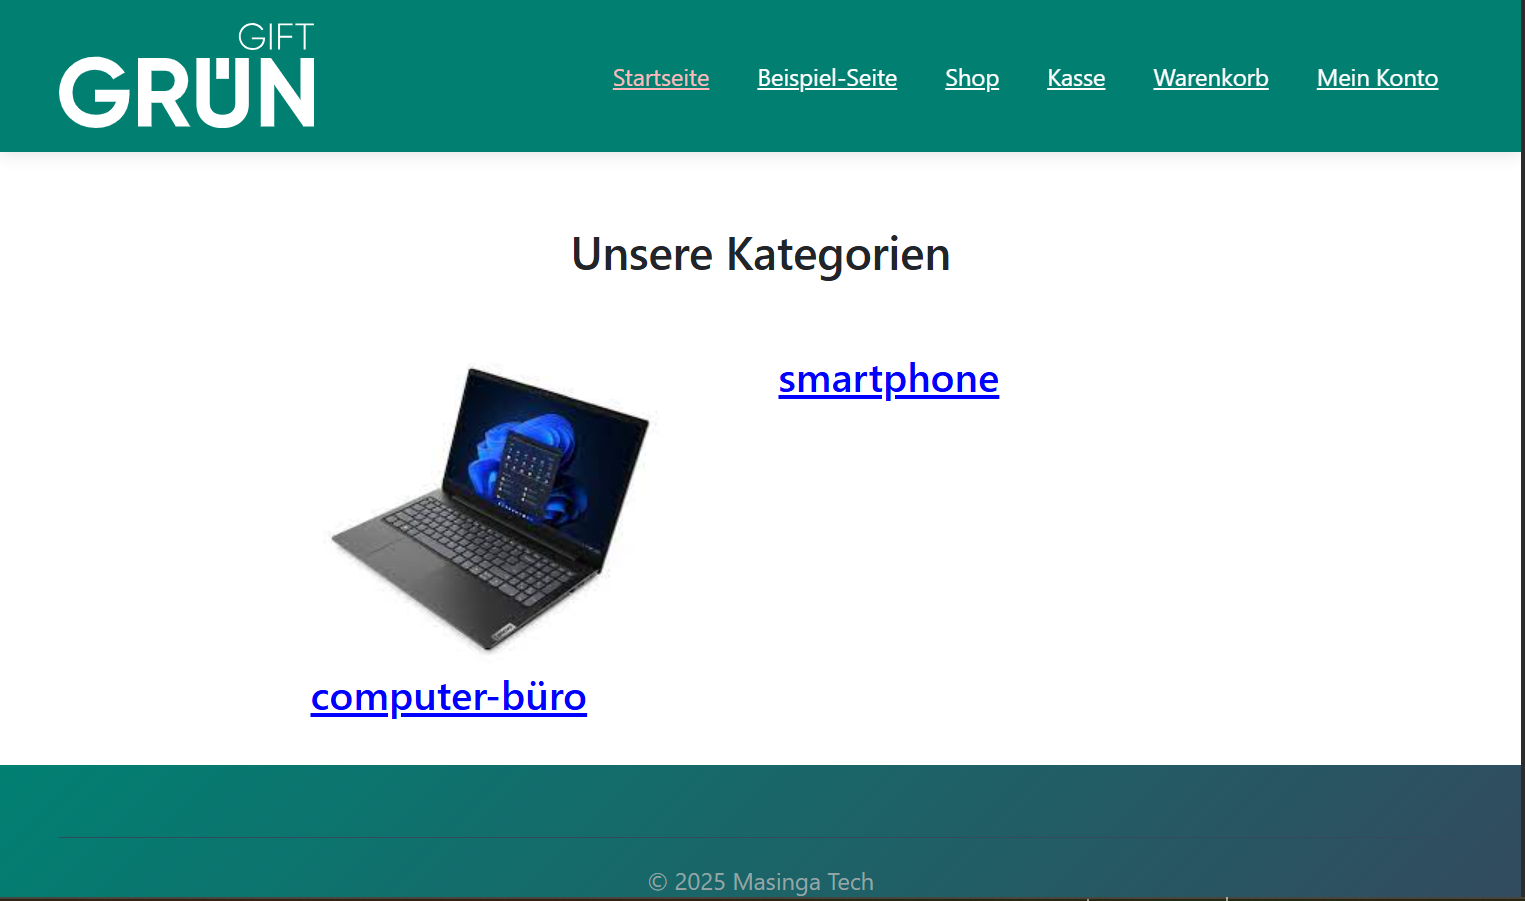 GIFT
GRÜN
Startseite Beispiel-Seite Shop Kasse Warenkorb Mein Konto
Unsere Kategorien
smartphone
computer-büro
© 2025 Masinga Tech